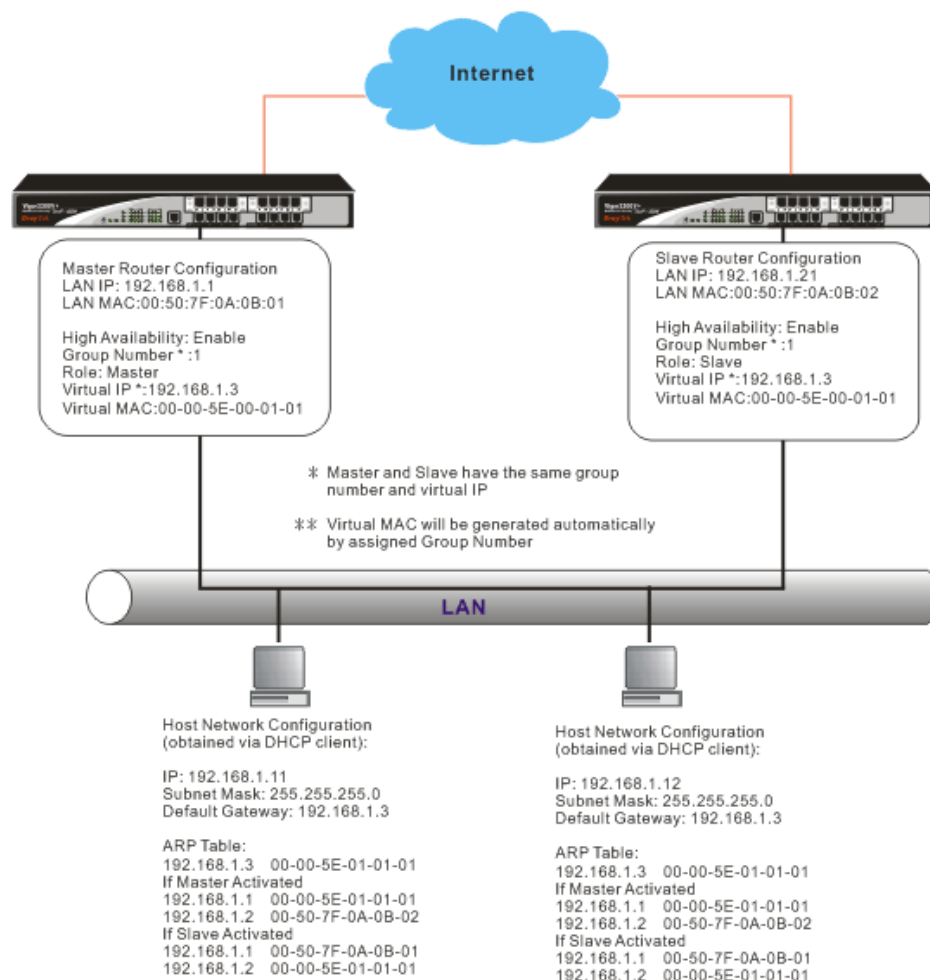 Internet
Master Router Configuration
LAN IP: 192.168.1.1
LAN MAC:00:50:7F:0A:0B:01
High Availability: Enable
Group Number * :1
Role: Master
Virtual IP *:192.168.1.3
Virtual MAC:00-00-5E-00-01-01
Slave Router Configuration
LAN IP: 192.168.1.21
LAN MAC:00:50:7F:0A:0B:02
High Availability: Enable
Group Number * :1
Role: Slave
Virtual IP *:192.168.1.3
Virtual MAC:00-00-5E-00-01-01
* Master and Slave have the same group
number and virtual IP
** Virtual MAC will be generated automatically
by assigned Group Number
LAN
Host Network Configuration
(obtained via DHCP client):
IP: 192.168.1.11
Subnet Mask: 255.255.255.0
Default Gateway: 192.168.1.3
ARP Table:
192.168.1.3 00-00-5E-01-01-01
If Master Activated
192.168.1.1 00-00-5E-01-01-01
192.168.1.2 00-50-7F-0A-0B-02
If Slave Activated
192.168.1.1 00-50-7F-0A-0B-01
192.168.1.2 00-00-5E-01-01-01
Host Network Configuration
(obtained via DHCP client):
IP: 192.168.1.12
Subnet Mask: 255.255.255.0
Default Gateway: 192.168.1.3
ARP Table:
192.168.1.3 00-00-5E-01-01-01
If Master Activated
192.168.1.1 00-00-5E-01-01-01
192.168.1.2 00-50-7F-0A-0B-02
If Slave Activated
192.168.1.1 00-50-7F-0A-0B-01
192.168.1.2 00-00-5E-01-01-01